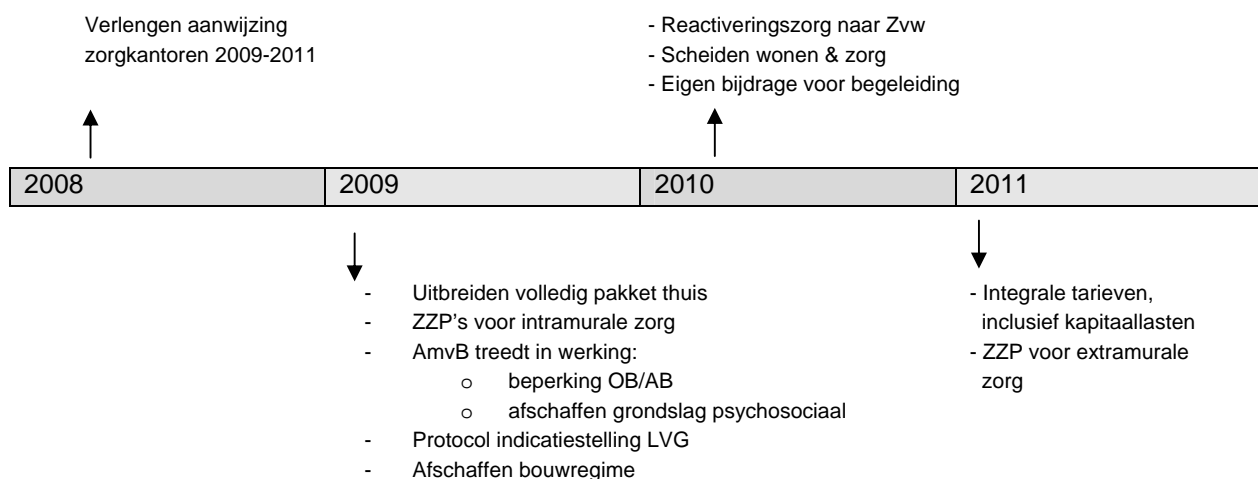 Verlengen aanwijzing
zorgkantoren 2009-2011
- Reactiveringszorg naar Zvw
- Scheiden wonen & zorg
- Eigen bijdrage voor begeleiding
2008
2009
2010
2011
- Uitbreiden volledig pakket thuis
- ZZP's voor intramurale zorg
- AmvB treedt in werking:
o beperking OB/AB
o afschaffen grondslag psychosociaal
- Protocol indicatiestelling LVG
- Afschaffen bouwregime
- Integrale tarieven,
inclusief kapitaallasten
- ZZP voor extramurale
zorg